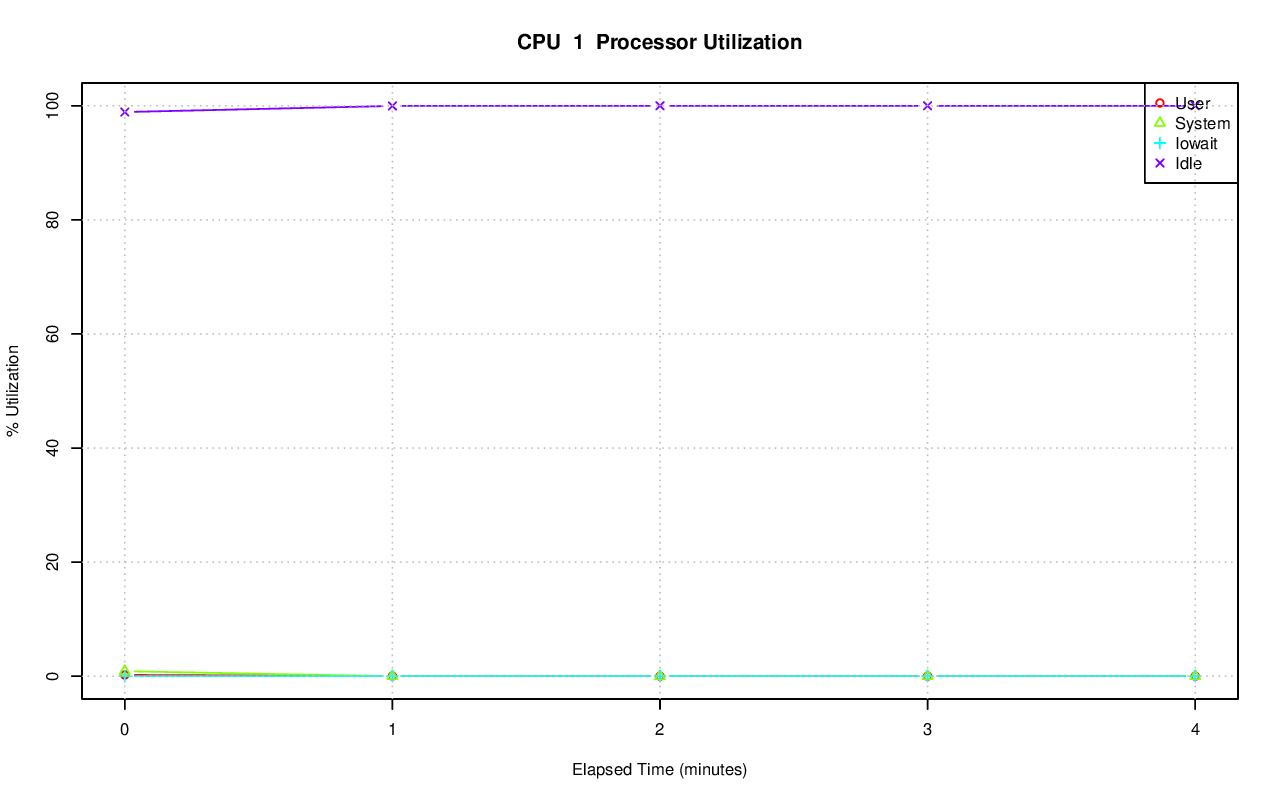 CPU 1 Processor Utilization
100
80
60
40
20
0
% Utilization
User
System
Iowait
Idle
0 1 2 3 4
Elapsed Time (minutes)